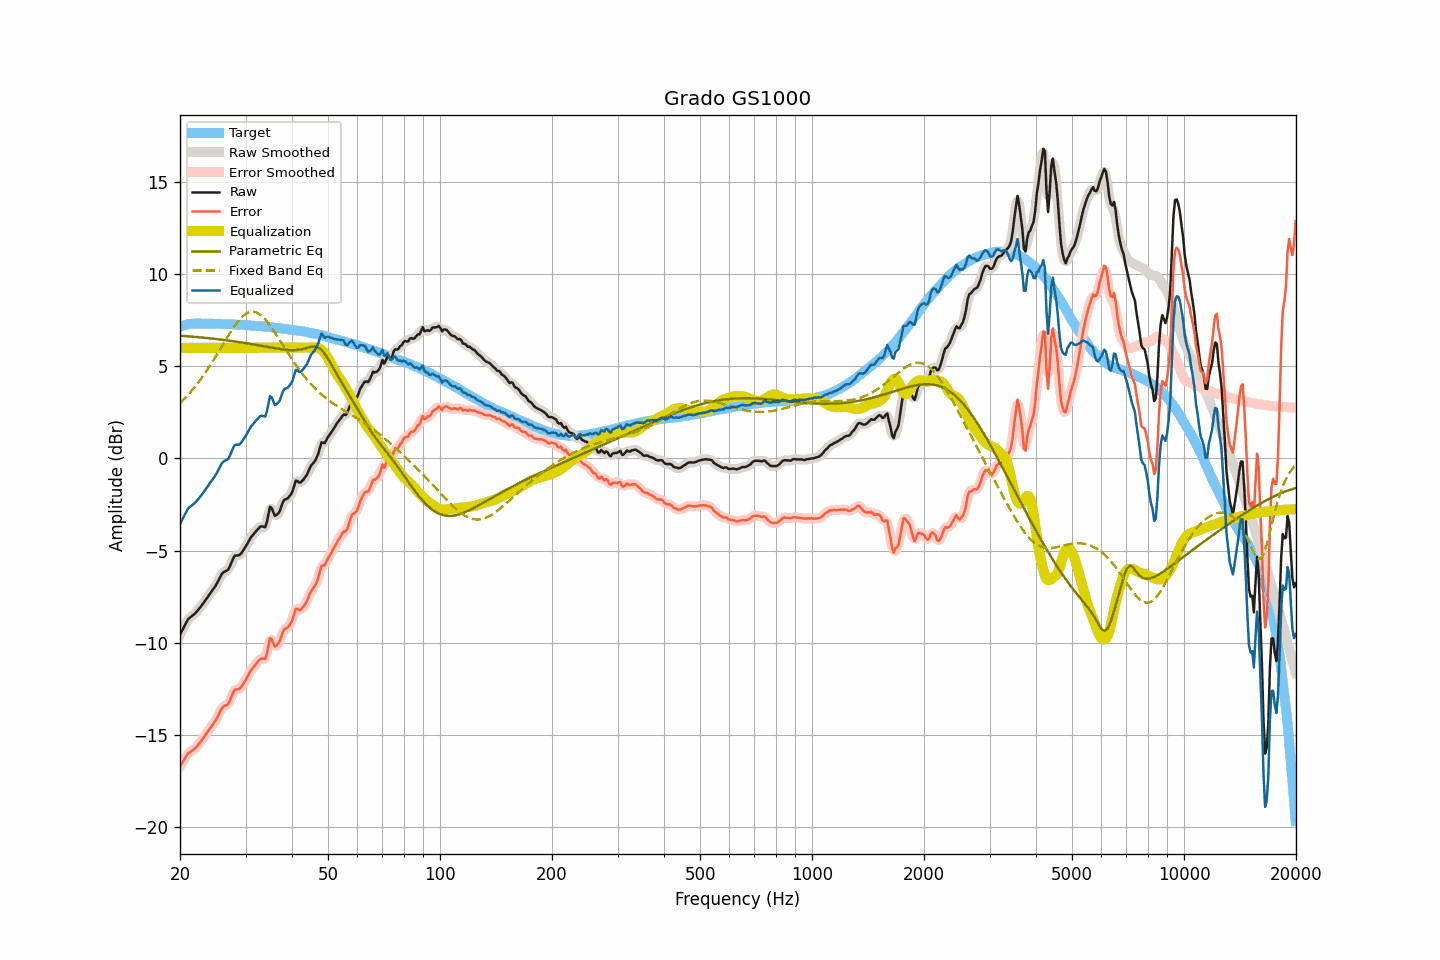 Grado GS1000
Target
Raw Smoothed
Error Smoothed
Raw
Error
Equalization
Parametric Eq
Fixed Band Eq
Equalized
15
10
5
0
−5
−10
−15
−20
Amplitude (dBr)
20 50 100 200 500 1000 2000 5000 10000 20000
Frequency (Hz)